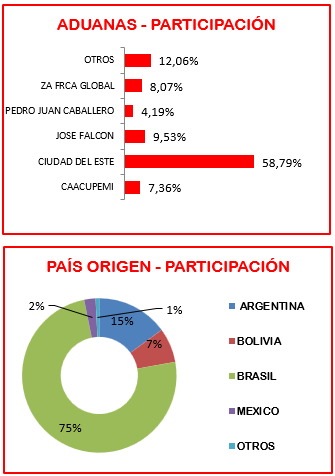 ADUANAS - PARTICIPACIÓN
OTROS 12,06%
ZA FRCA GLOBAL 8,07%
PEDRO JUAN CABALLERO 4,19%
JOSE FALCON 9,53%
CIUDAD DEL ESTE 58,79%
CAACUPEMI 7,36%
PAÍS ORIGEN - PARTICIPACIÓN
2% 1%
15%
7%
75%
ARGENTINA
BOLIVIA
BRASIL
MEXICO
OTROS